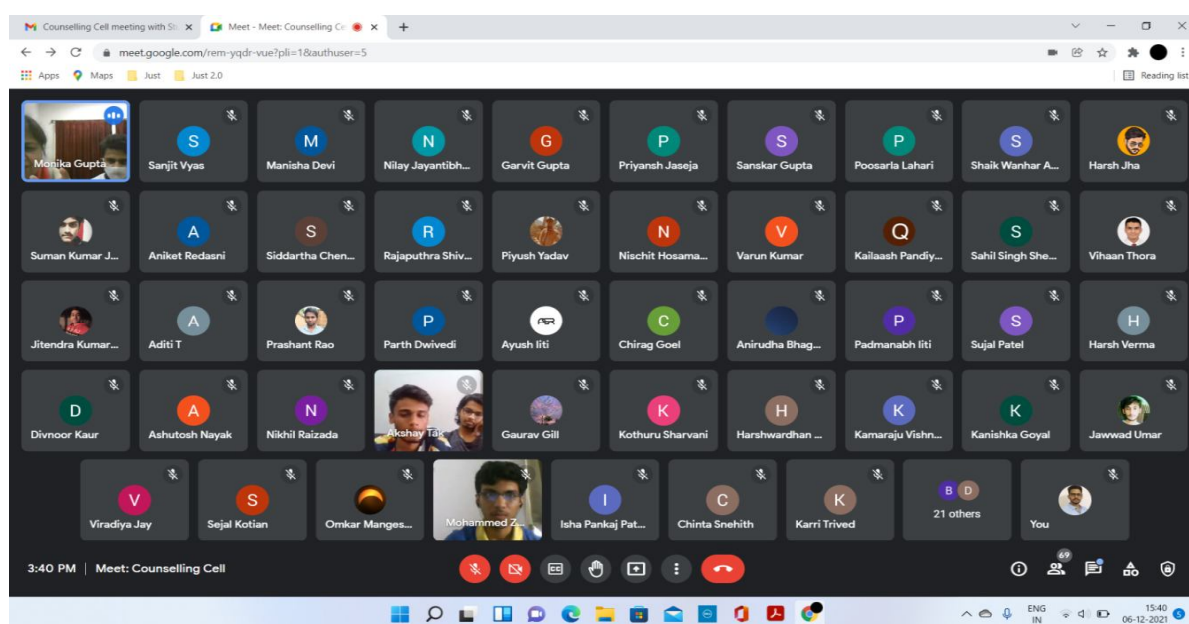 Counselling Cell meeting with St
Meet - Meet: Counselling Ce
meet.google.com/rem-yqdr-vue?pli=1&authuser=5
Apps Maps Just Just 2.0 Reading list
Monika Gupta S Sanjit Vyas M Manisha Devi N Nilay Jayantibh... G Garvit Gupta P Priyansh Jaseja S Sanskar Gupta P Poosarla Lahari S Shaik Wanhar A... Harsh Jha
Suman Kumar J... A Aniket Redasni S Siddartha Chen... R Rajaputhra Shiv... Piyush Yadav N Nischit Hosama... V Varun Kumar Q Kailaash Pandiy... S Sahil Singh She... Vihaan Thora
Jitendra Kumar... A Aditi T Prashant Rao P Parth Dwivedi Ayush Iiti C Chirag Goel Anirudha Bhag... P Padmanabh Iiti S Sujal Patel H Harsh Verma
D Divnoor Kaur A Ashutosh Nayak N Nikhil Raizada Akshay Tak Gaurav Gill K Kothuru Sharvani H Harshwardhan ... K Kamaraju Vishn... K Kanishka Goyal Jawwad Umar
V Viradiya Jay S Sejal Kotian Omkar Manges... Mohammed Z... I Isha Pankaj Pat... C Chinta Snehith K Karri Trived B D 21 others You
3:40 PM | Meet: Counselling Cell CC 69
ENG 15:40
IN 06-12-2021 5